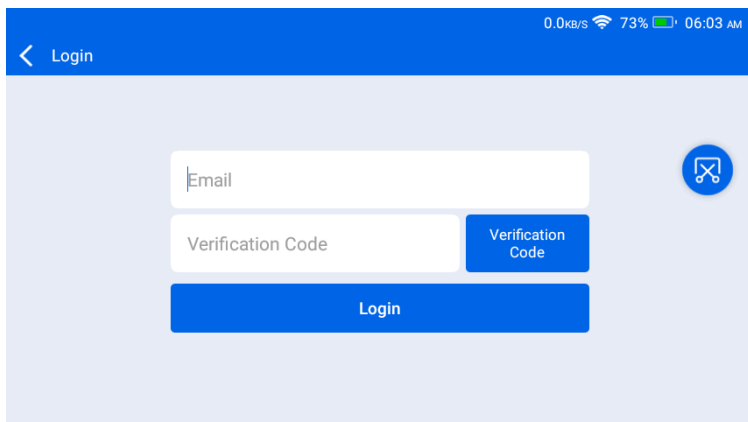 0.0KB/S 73% 06:03 AM
Login
Email
Verification Code
Verification
Code
Login